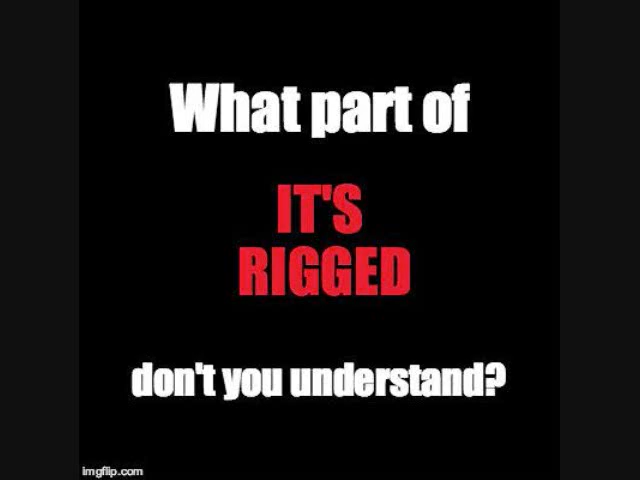 What part of
IT'S
RIGGED
don't you understand?
imgflip.com